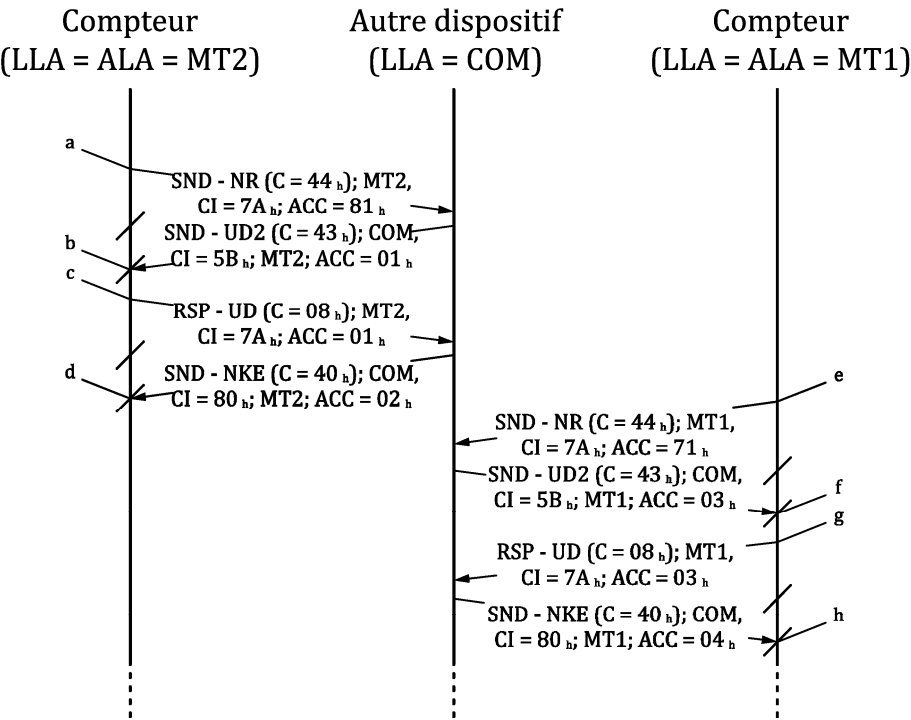 Compteur
(LLA = ALA = MT2)
Autre dispositif
(LLA = COM)
Compteur
(LLA = ALA = MT1)
a
SND - NR (C = 44 h); MT2,
CI = 7A h; ACC = 81 h
SND - UD2 (C = 43 h); COM,
b
CI = 5B h; MT2; ACC = 01 h
c
RSP - UD (C = 08 h); MT2,
CI = 7A h; ACC = 01 h
d
SND - NKE (C = 40 h); COM,
CI = 80 h; MT2; ACC = 02 h
e
SND - NR (C = 44 h); MT1,
CI = 7A h; ACC = 71 h
SND - UD2 (C = 43 h); COM,
f
CI = 5B h; MT1; ACC = 03 h
g
RSP - UD (C = 08 h); MT1,
CI = 7A h; ACC = 03 h
SND - NKE (C = 40 h); COM,
h
CI = 80 h; MT1; ACC = 04 h